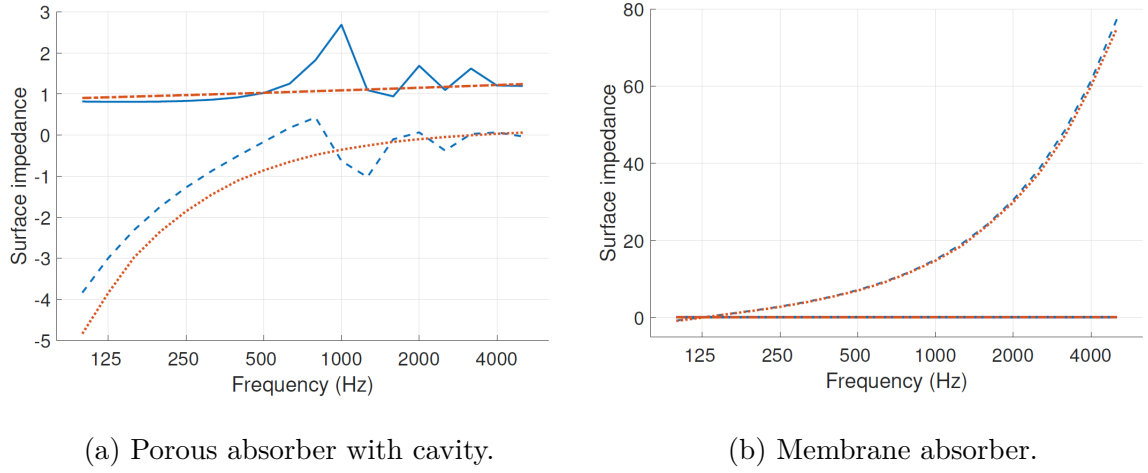 3
2
1
0
-1
-2
-3
-4
-5
Surface impedance
125 250 500 1000 2000 4000
Frequency (Hz)
(a) Porous absorber with cavity.
80
60
40
20
0
Surface impedance
125 250 500 1000 2000 4000
Frequency (Hz)
(b) Membrane absorber.